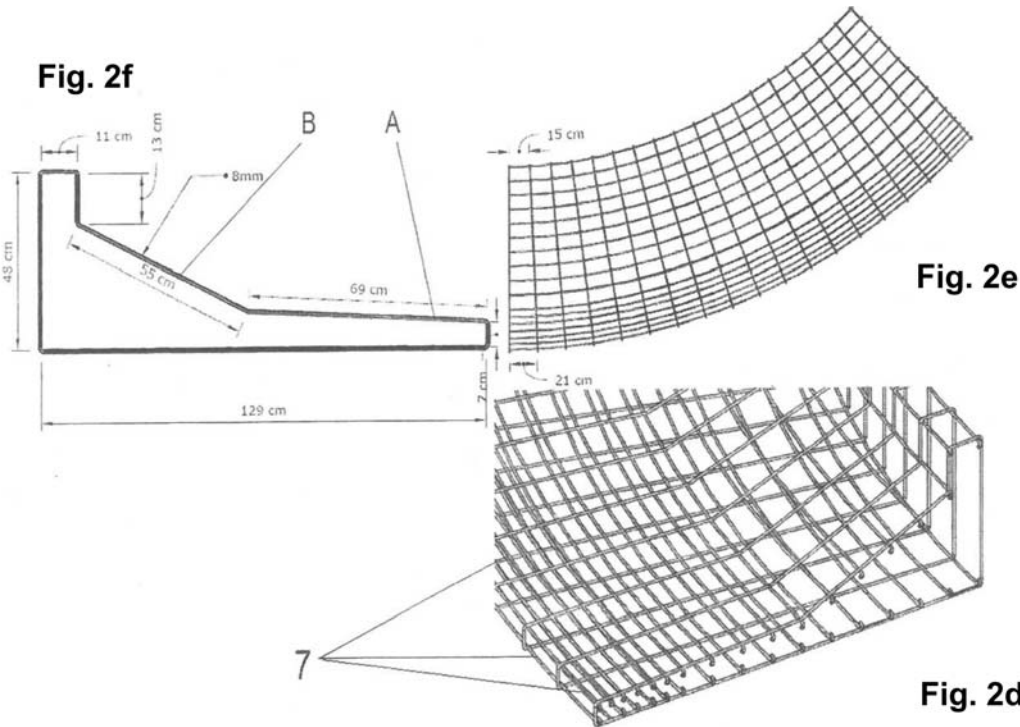 Fig. 2f
11 cm
13 cm
B
A
8mm
48 cm
55 cm
69 cm
7 cm
129 cm
15 cm
Fig. 2e
21 cm
7
Fig. 2d